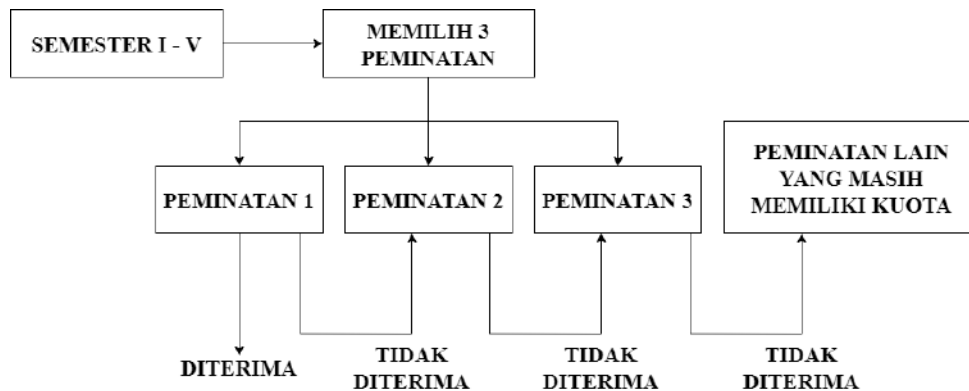 SEMESTER I - V
MEMILIH 3
PEMINATAN
PEMINATAN 1
PEMINATAN 2
PEMINATAN 3
PEMINATAN LAIN
YANG MASIH
MEMILIKI KUOTA
DITERIMA
TIDAK
DITERIMA
TIDAK
DITERIMA
TIDAK
DITERIMA